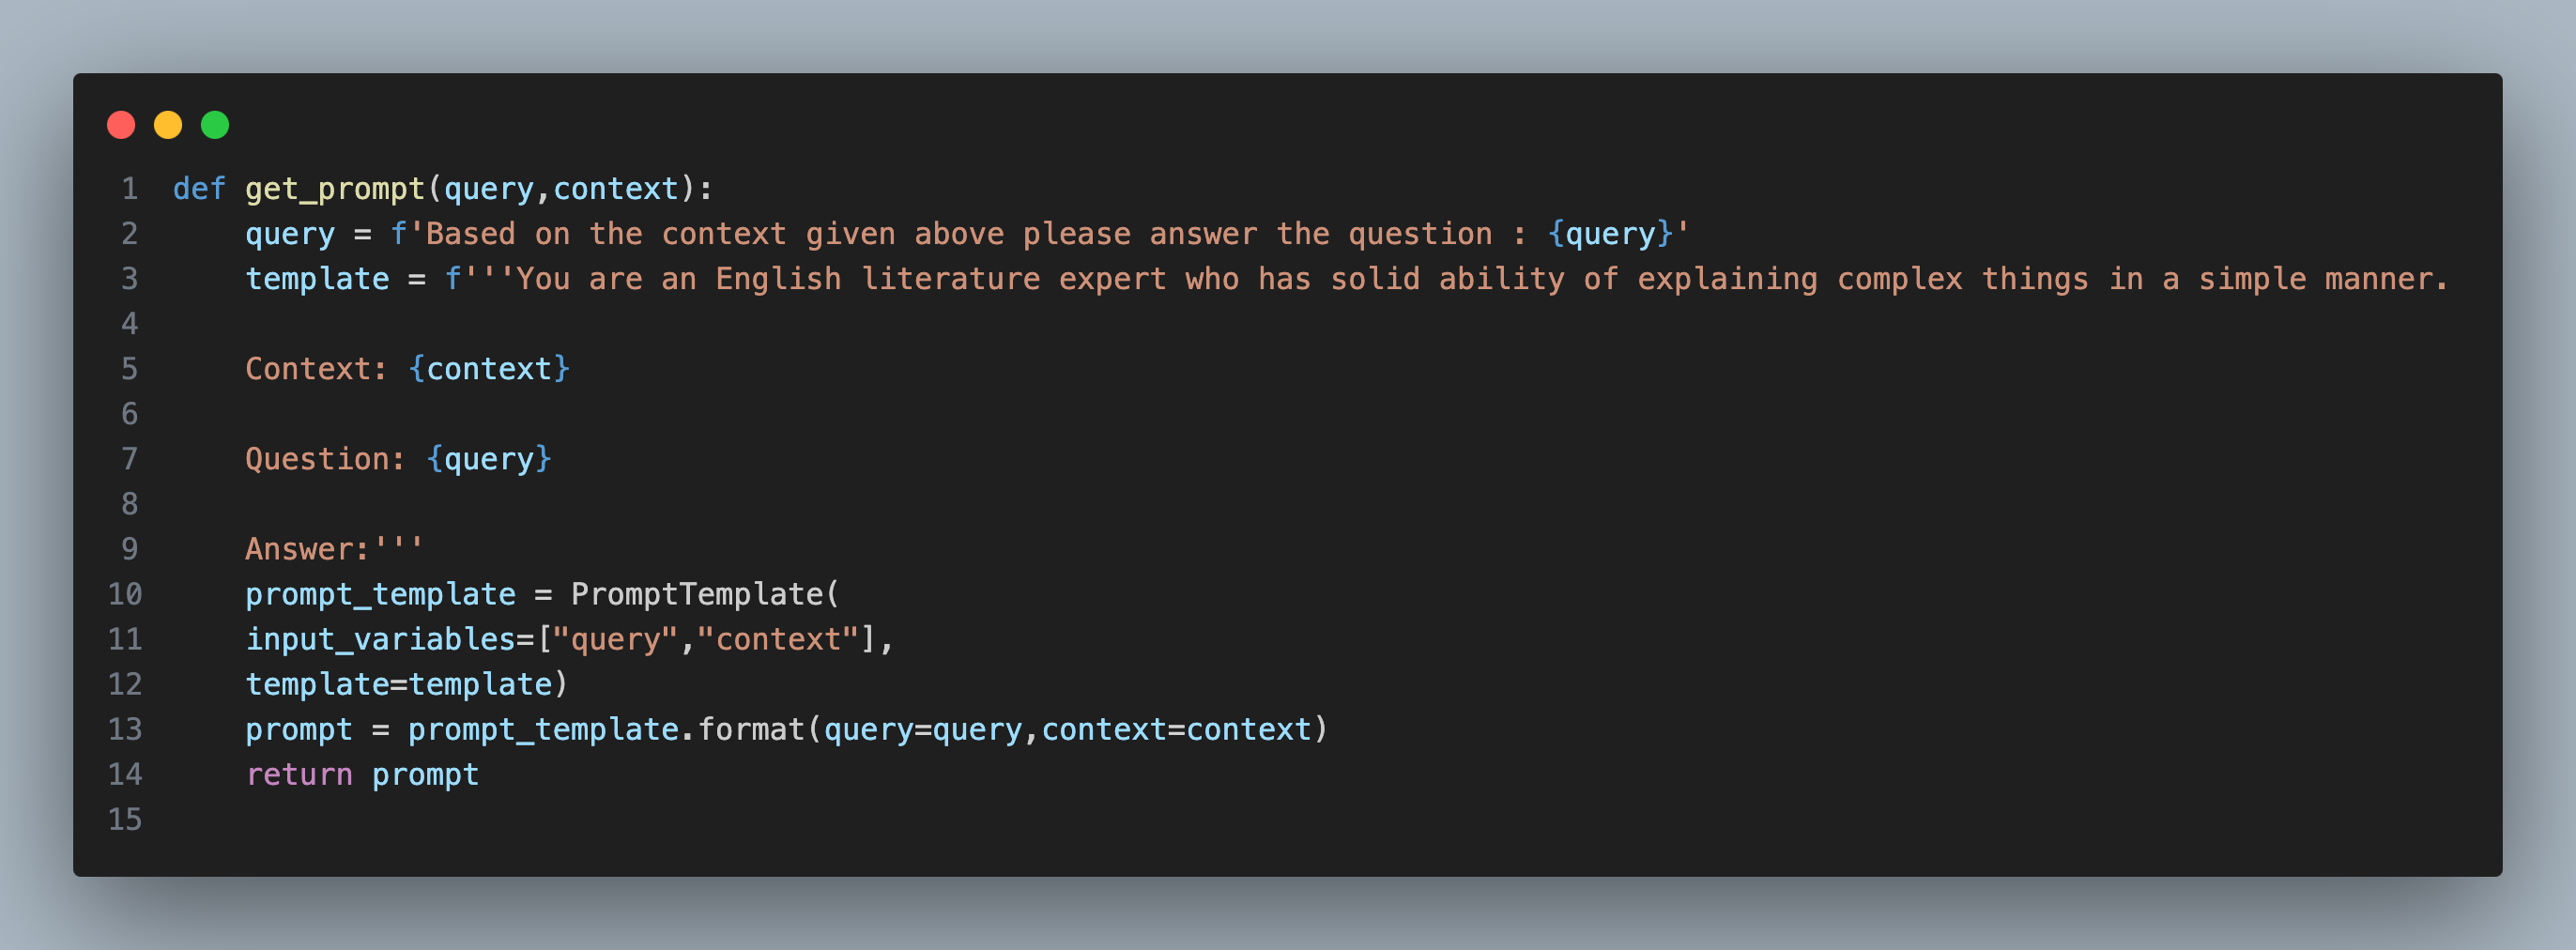 1 def get_prompt(query,context):
2     query = f'Based on the context given above please answer the question : {query}'
3     template = f'''You are an English literature expert who has solid ability of explaining complex things in a simple manner.
4
5     Context: {context}
6
7     Question: {query}
8
9     Answer:'''
10     prompt_template = PromptTemplate(
11     input_variables=["query","context"],
12     template=template)
13     prompt = prompt_template.format(query=query,context=context)
14     return prompt
15